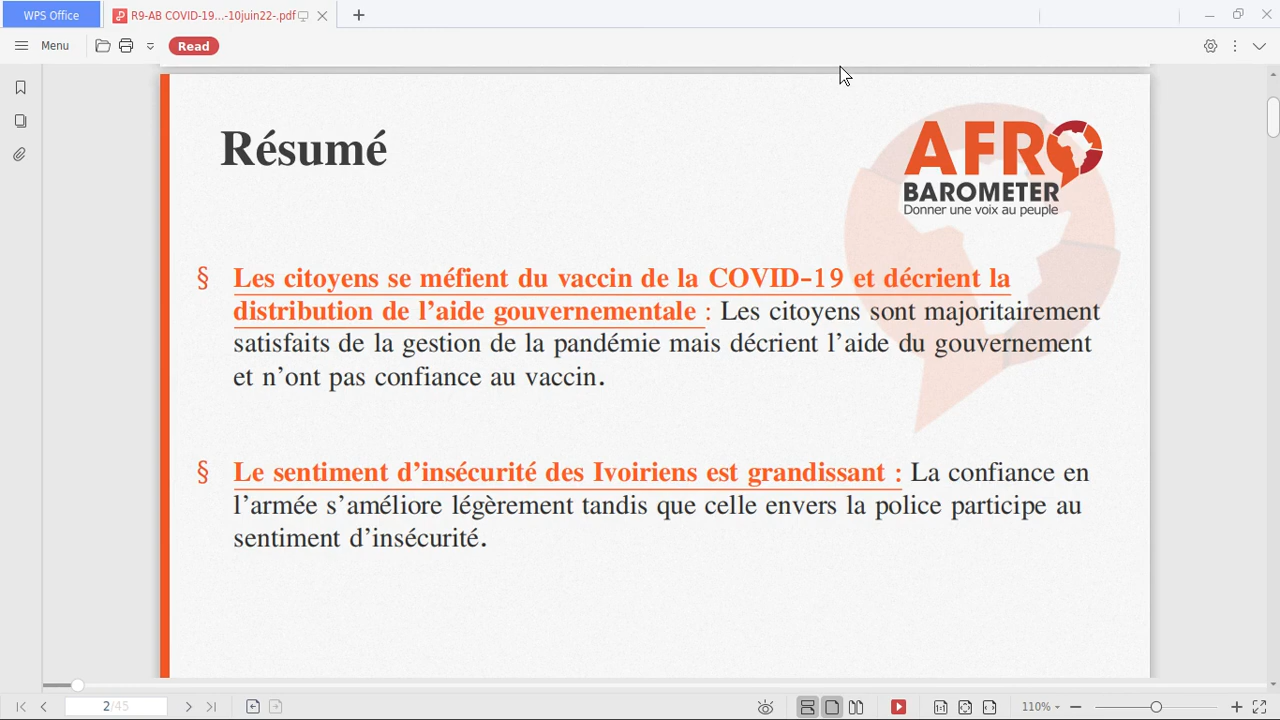 WPS Office
R9-AB COVID-19...-10juin22-.pdf
Menu
Read
Résumé
AFRO
BAROMETER
Donner une voix au peuple
§ Les citoyens se méfient du vaccin de la COVID-19 et décrient la
distribution de l’aide gouvernementale : Les citoyens sont majoritairement
satisfaits de la gestion de la pandémie mais décrient l’aide du gouvernement
et n’ont pas confiance au vaccin.
§ Le sentiment d’insécurité des Ivoiriens est grandissant : La confiance en
l’armée s’améliore légèrement tandis que celle envers la police participe au
sentiment d’insécurité.
2/45
110%